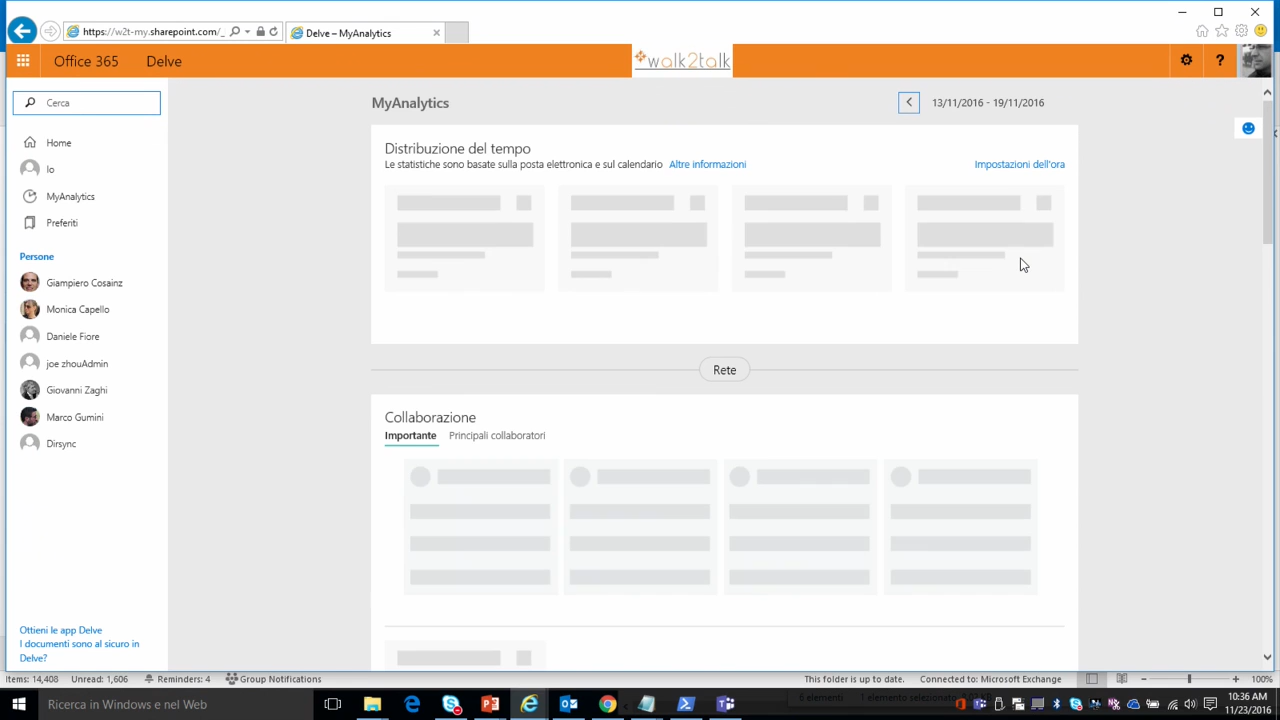 https://w2t-my.sharepoint.com/_
Delve – MyAnalytics
Office 365
Delve
walk2talk
?
Cerca
Home
Io
MyAnalytics
Preferiti
Persone
Giampiero Cosainz
Monica Capello
Daniele Fiore
joe zhouAdmin
Giovanni Zaghi
Marco Gumini
Dirsync
Ottieni le app Delve
I documenti sono al sicuro in
Delve?
MyAnalytics
13/11/2016 - 19/11/2016
Distribuzione del tempo
Le statistiche sono basate sulla posta elettronica e sul calendario Altre informazioni
Impostazioni dell'ora
Rete
Collaborazione
Importante Principali collaboratori
Items: 14,408 Unread: 1,606 Reminders: 4 Group Notifications
This folder is up to date. Connected to: Microsoft Exchange
100%
6 elementi 1 elemento selezionato
Ricerca in Windows e nel Web
10:36 AM
11/23/2016